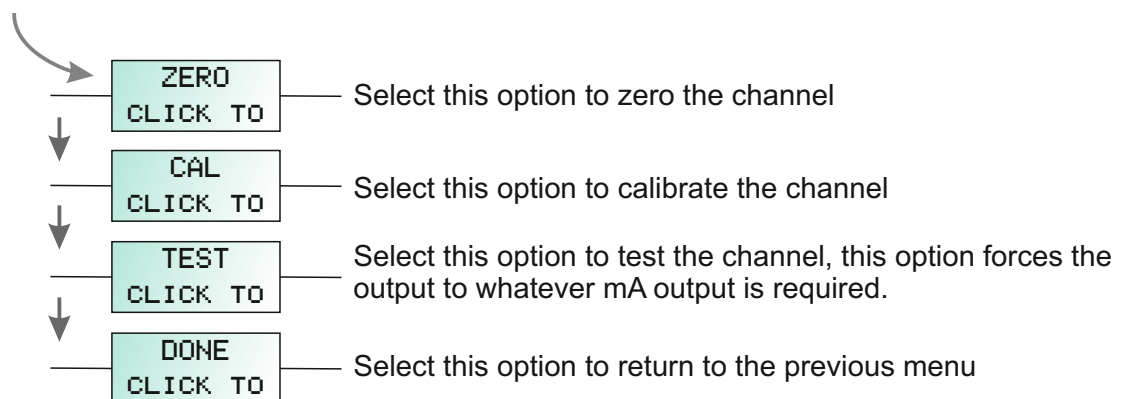 ZERO
CLICK TO
Select this option to zero the channel
CAL
CLICK TO
Select this option to calibrate the channel
TEST
CLICK TO
Select this option to test the channel, this option forces the
output to whatever mA output is required.
DONE
CLICK TO
Select this option to return to the previous menu